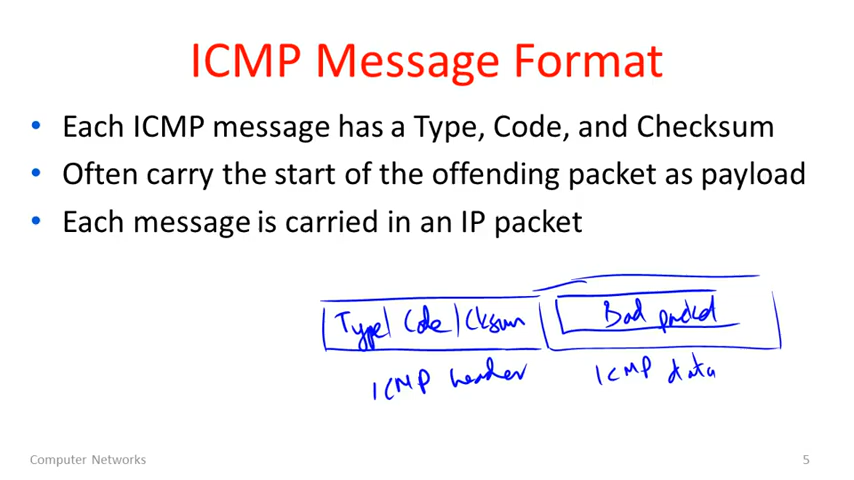 ICMP Message Format
• Each ICMP message has a Type, Code, and Checksum
• Often carry the start of the offending packet as payload
• Each message is carried in an IP packet
Type Code Cksum Bad packet
ICMP header ICMP data
Computer Networks 5